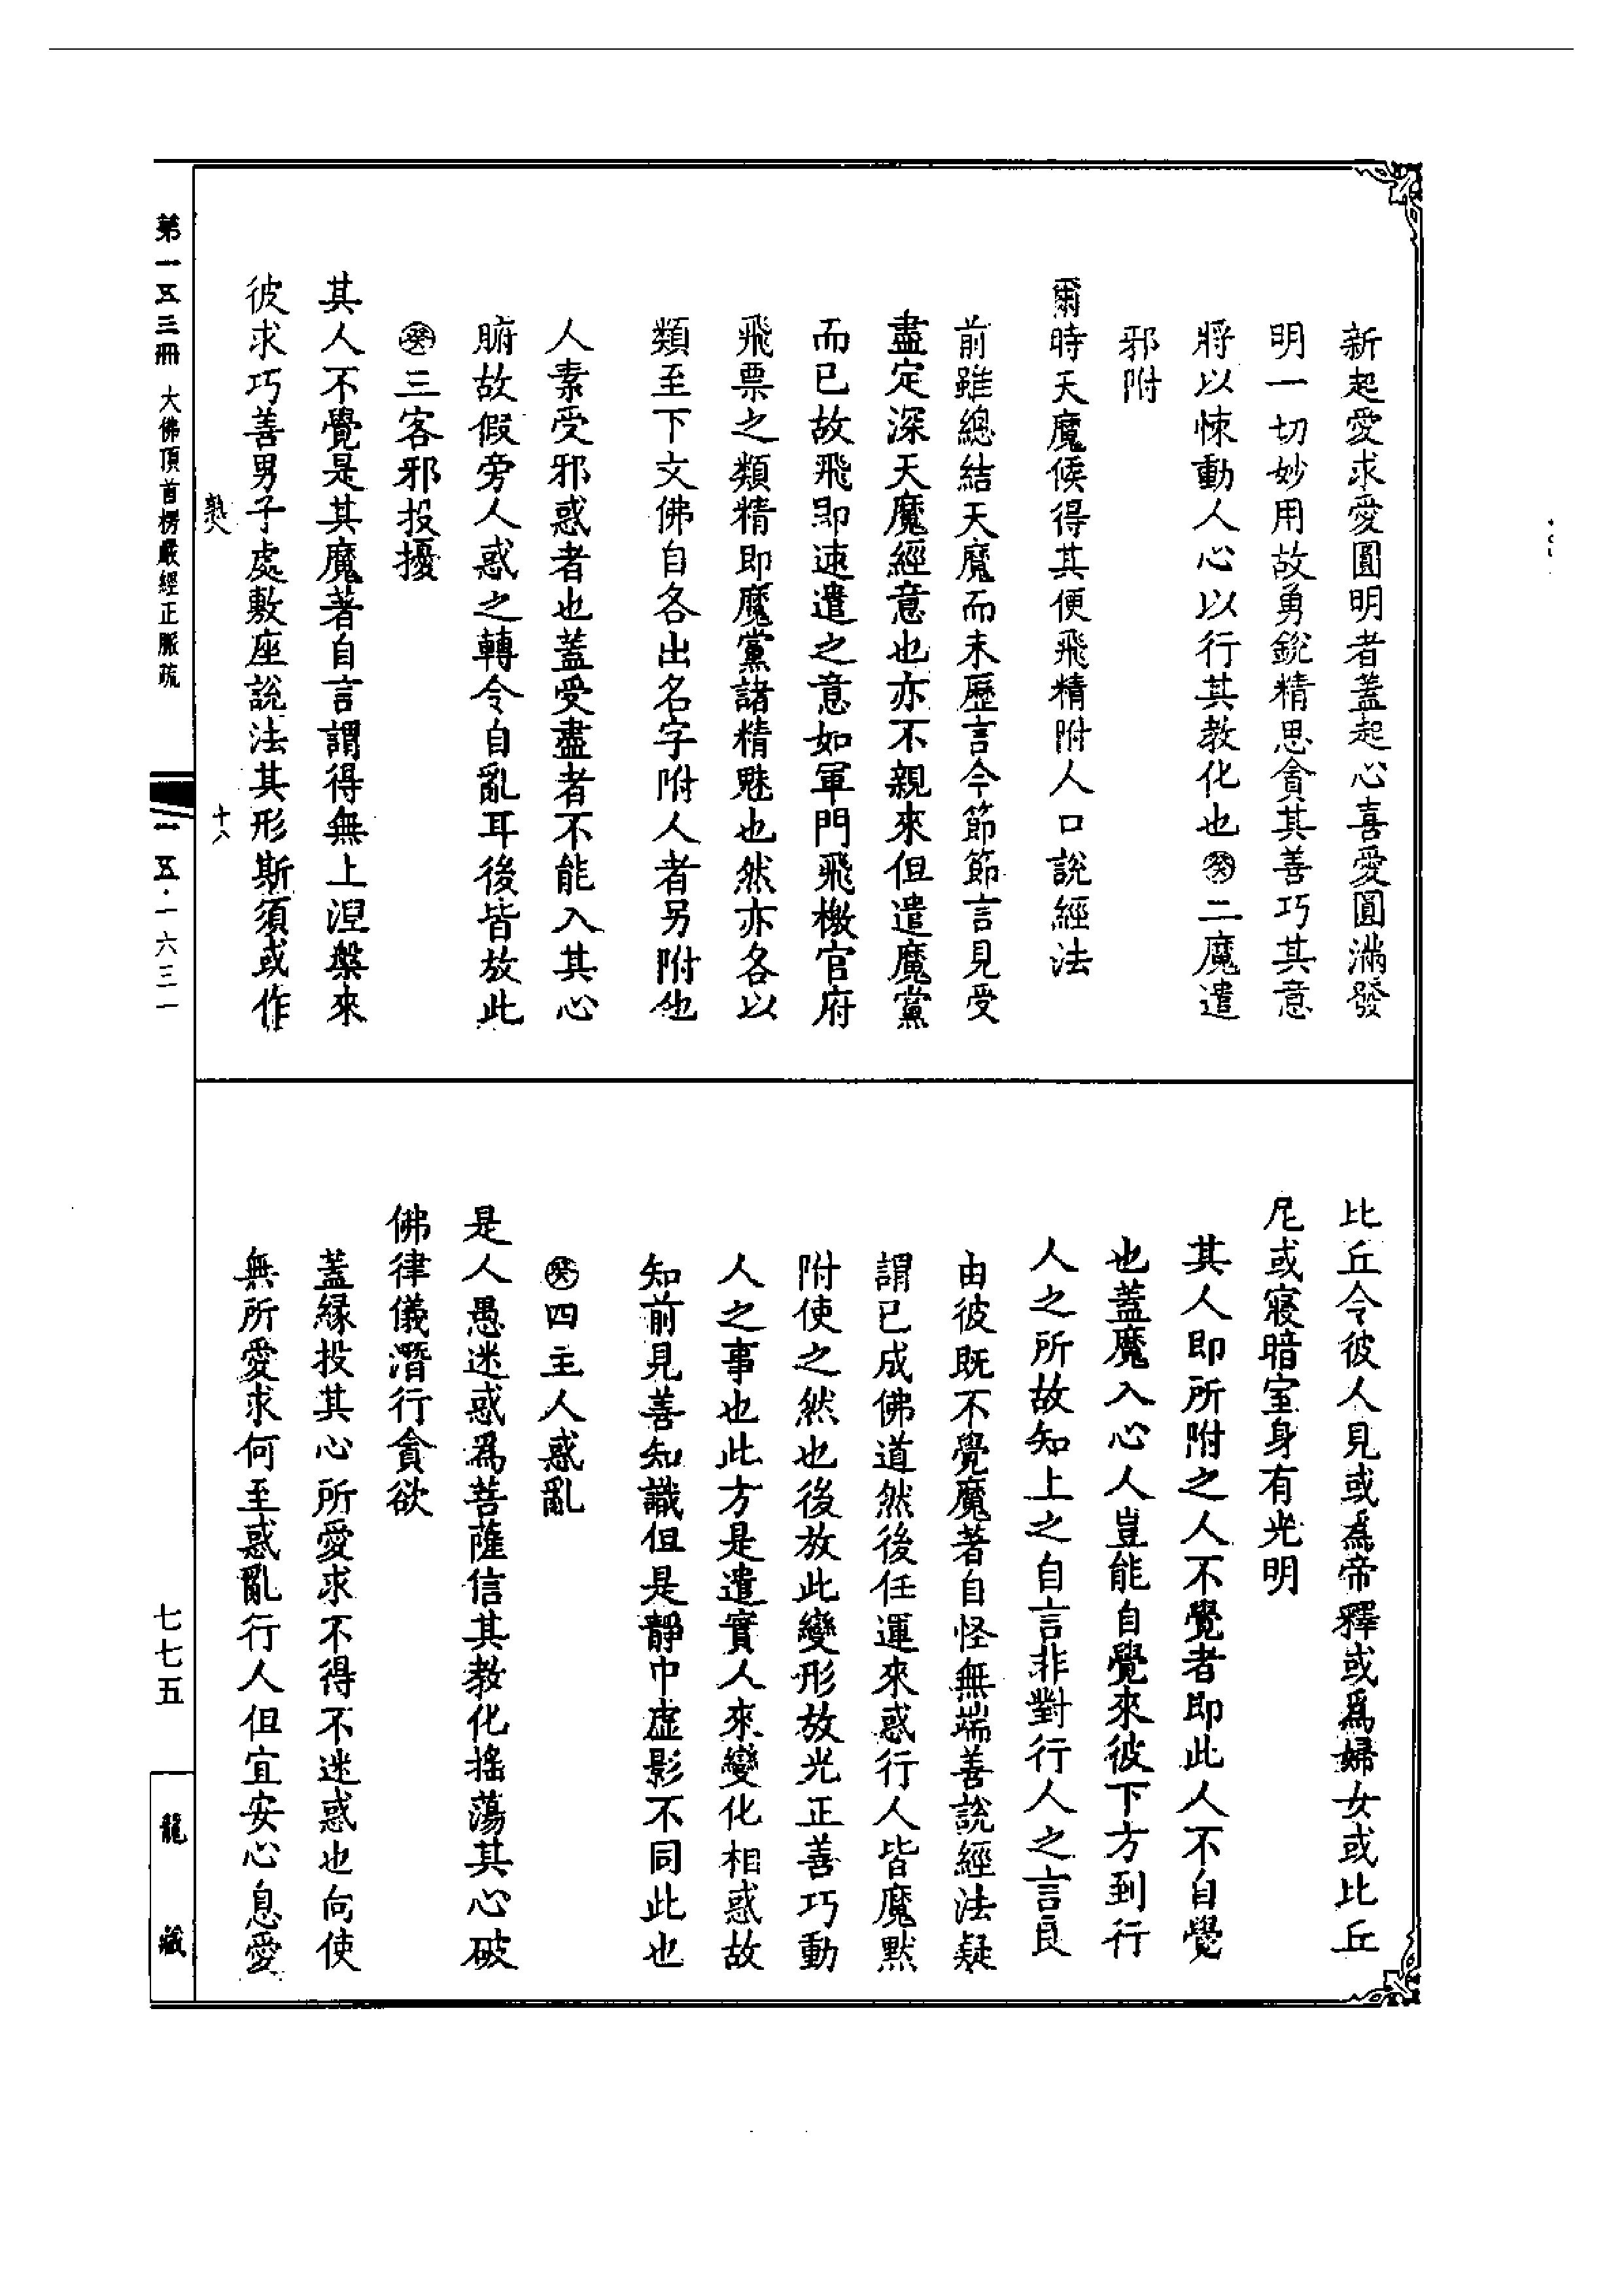 新起愛求愛圓明者蓋起心喜愛圓滿發
明一切妙用故勇銳精思貪其善巧其意
將以悚動人心以行其教化也㊈二魔遣
邪附
爾時天魔候得其便飛精附人口說經法
前雖總結天魔而未歷言今節節言見受
盡定深天魔經意也亦不親來但遣魔黨
而已故飛即速遣之意如軍門飛檄官府
飛票之類精即魔黨諸精魅也然亦各以
類至下文佛自各出名字附人者另附他
人素受邪惑者也蓋受盡者不能入其心
腑故假旁人惑之轉令自亂耳後皆放此
癸三客邪投擾
其人不覺是其魔著自言謂得無上涅槃來
彼求巧善男子處敷座說法其形斯須或作
比丘令彼人見或為帝釋或爲婦女或比丘
尼或寢暗室身有光明
其人即所附之人不覺者即此人不自覺
也蓋魔入心人豈能自覺來彼下方到行
人之所故知上之自言非對行人之言良
由彼既不覺魔著自怪無端善說經法疑
謂已成佛道然後任運來惑行人皆魔默
附使之然也後放此變形放光正善巧動
人之事也此方是遣實人來變化相惑故
知前見善知識但是靜中虛影不同此也
癸四主人惑亂
是人愚迷惑爲菩薩信其教化搖蕩其心破
佛律儀潛行貪欲
蓋緣投其心所愛求不得不迷惑也向使
無所愛求何至惑亂行人但宜安心息愛
第一五三冊 大佛頂首楞嚴經正脈疏
十八
一五·一六三一
七七五
龍藏